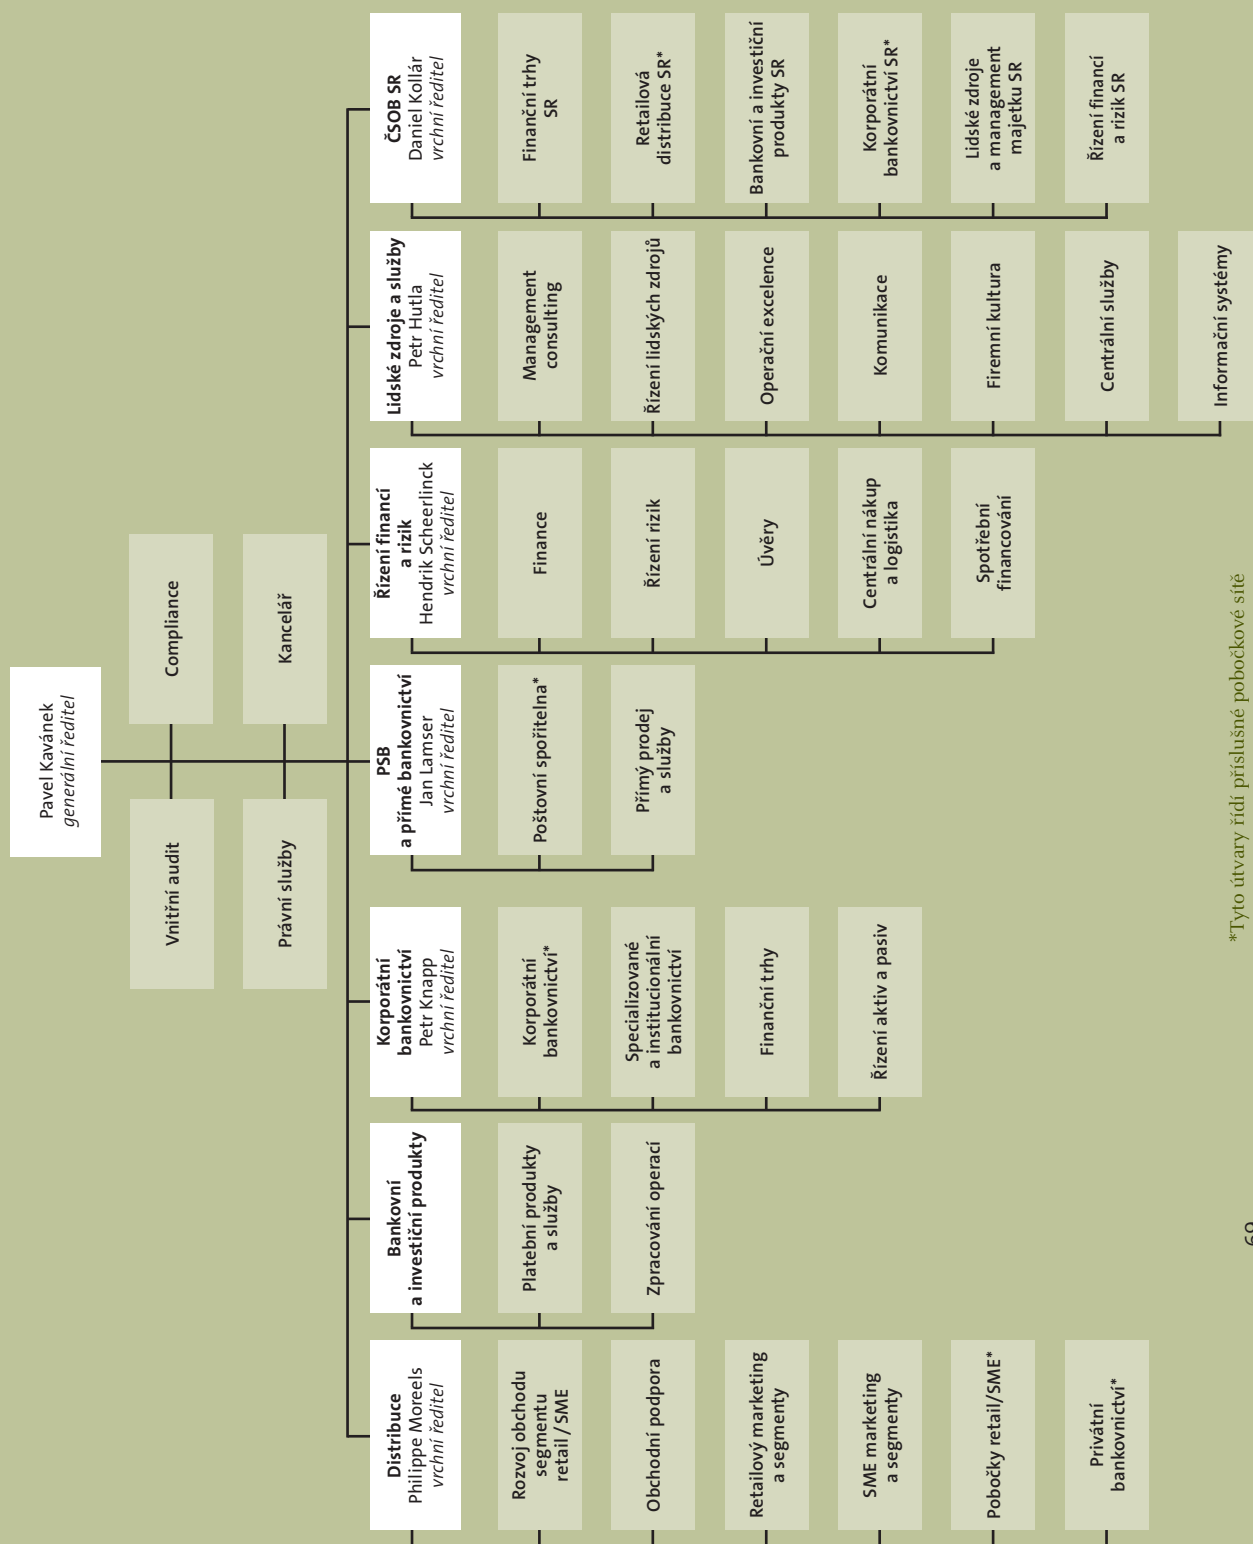 Pavel Kavánek
generální ředitel
Vnitřní audit
Compliance
Právní služby
Kancelář
Distribuce
Philippe Moreels
vrchní ředitel
Rozvoj obchodu
segmentu
retail / SME
Obchodní podpora
Retailový marketing
a segmenty
SME marketing
a segmenty
Pobočky retail/SME*
Privátní
bankovnictví*
Bankovní
a investiční produkty
Platební produkty
a služby
Zpracování operací
Korporátní
bankovnictví
Petr Knapp
vrchní ředitel
Korporátní
bankovnictví*
Specializované
a institucionální
bankovnictví
Finanční trhy
Řízení aktiv a pasiv
PSB
a přímé bankovnictví
Jan Lamser
vrchní ředitel
Poštovní spořitelna*
Přímý prodej
a služby
Řízení financí
a rizik
Hendrik Scheerlinck
vrchní ředitel
Finance
Řízení rizik
Úvěry
Centrální nákup
a logistika
Spotřební
financování
Lidské zdroje a služby
Petr Hutla
vrchní ředitel
Management
consulting
Řízení lidských zdrojů
Operační excelence
Komunikace
Firemní kultura
Centrální služby
Informační systémy
ČSOB SR
Daniel Kollár
vrchní ředitel
Finanční trhy
SR
Retailová
distribuce SR*
Bankovní a investiční
produkty SR
Korporátní
bankovnictví SR*
Lidské zdroje
a management
majetku SR
Řízení financí
a rizik SR
*Tyto útvary řídí příslušné pobočkové sítě